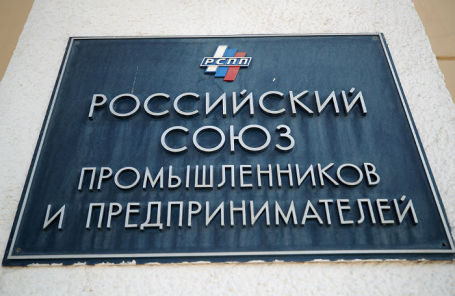 РСПП
РОССИЙСКИЙ
СОЮЗ
ПРОМЫШЛЕННИКОВ
И ПРЕДПРИНИМАТЕЛЕЙ